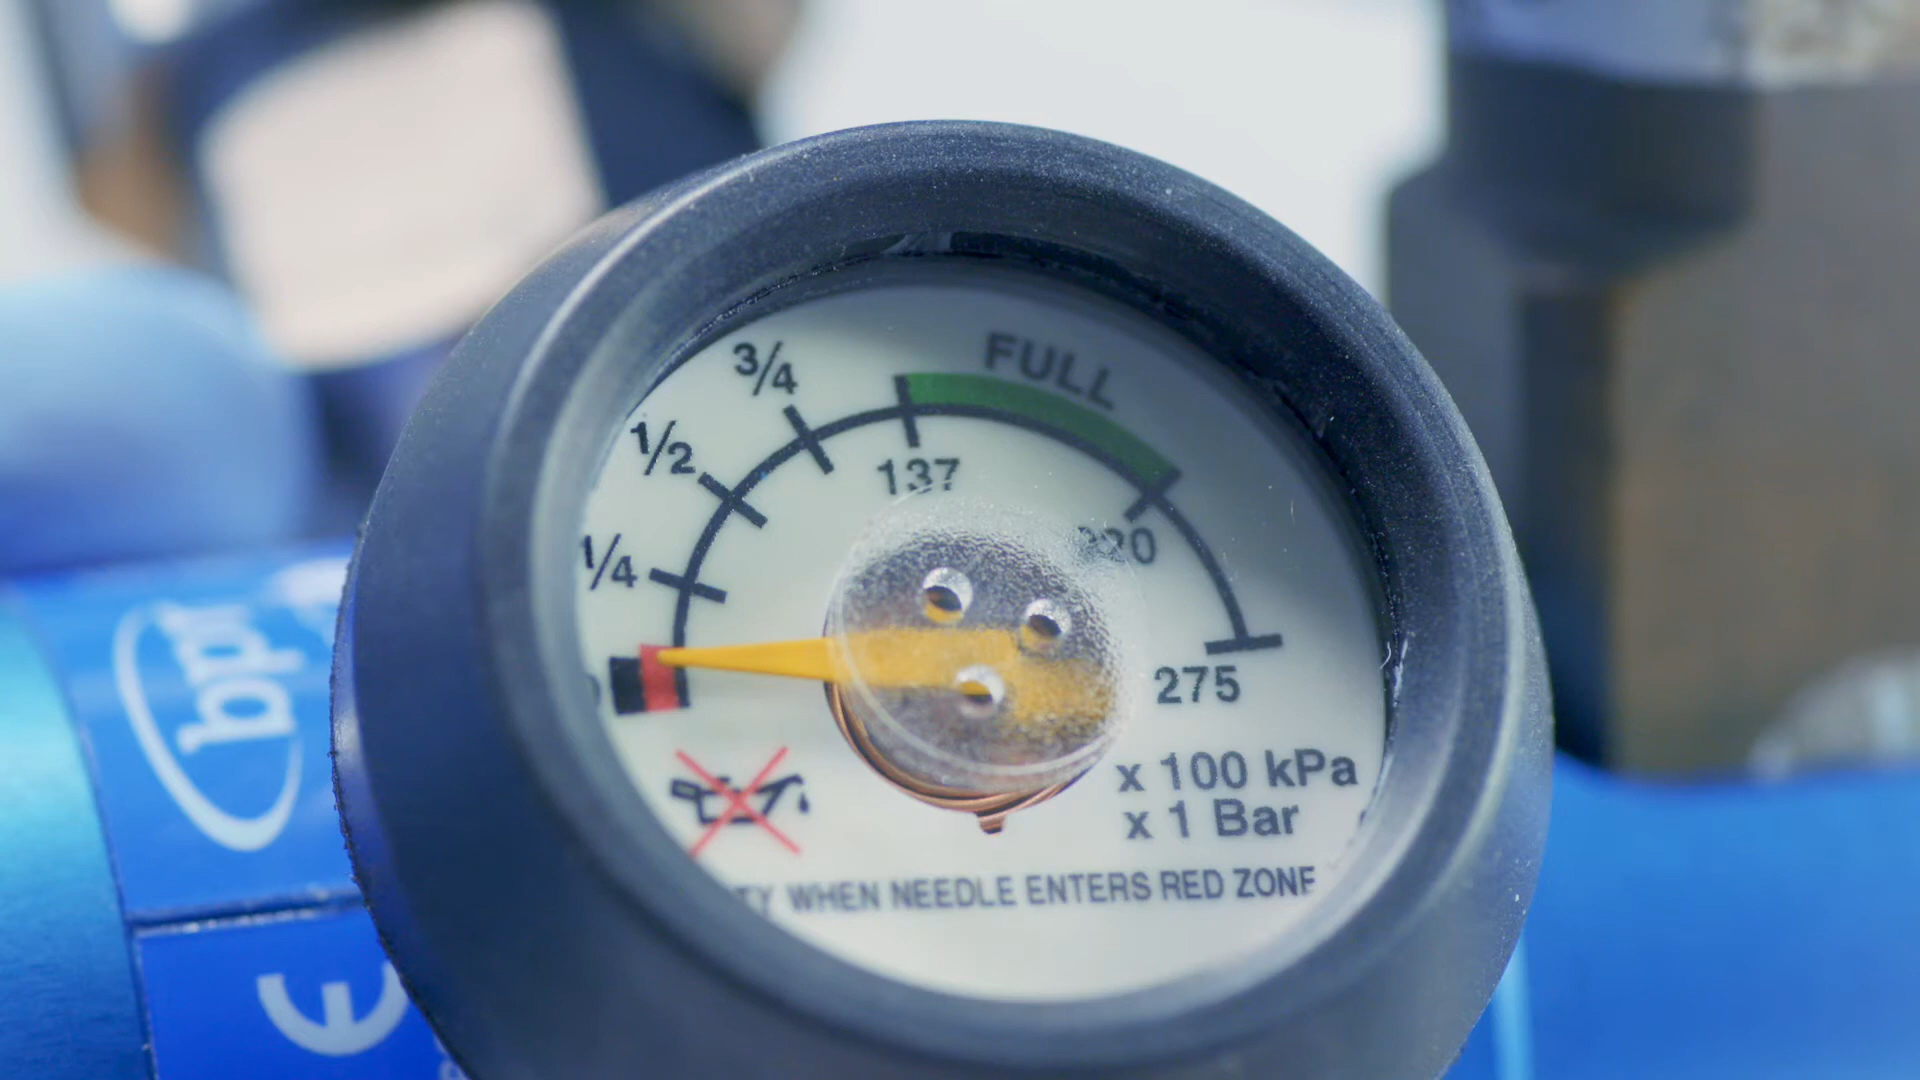 FULL
3/4
1/2
1/4
137
275
x 100 kPa
x 1 Bar
WHEN NEEDLE ENTERS RED ZONE
bpr
CE